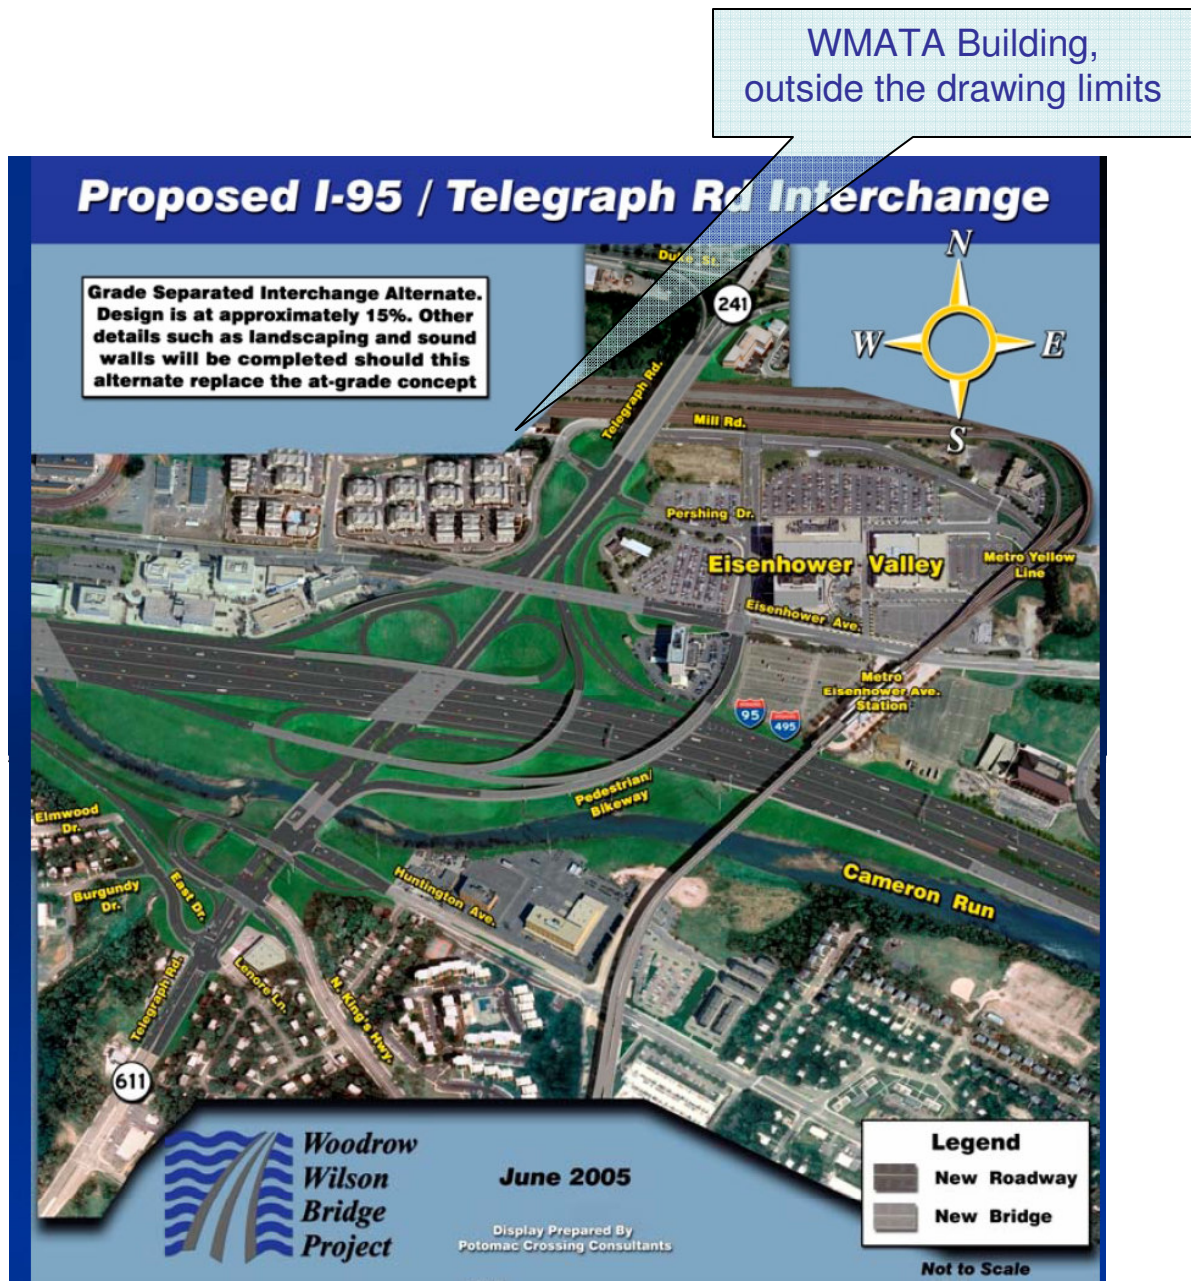 WMATA Building,
outside the drawing limits
Proposed I-95 / Telegraph Rd Interchange
Grade Separated Interchange Alternate.
Design is at approximately 15%. Other
details such as landscaping and sound
walls will be completed should this
alternate replace the at-grade concept
Duke St.
241
N
W
E
S
Telegraph Rd.
Mill Rd.
Pershing Dr.
Eisenhower Valley
Metro Yellow
Line
Eisenhower Ave.
Metro
Eisenhower Ave.
Station
95
495
Pedestrian/
Bikeway
Elmwood
Dr.
East Dr.
Burgundy
Dr.
Huntington Ave.
Cameron Run
Telegraph Rd.
Lenore Ln.
N. King's Hwy.
611
Woodrow
Wilson
Bridge
Project
June 2005
Display Prepared By
Potomac Crossing Consultants
Legend
New Roadway
New Bridge
Not to Scale